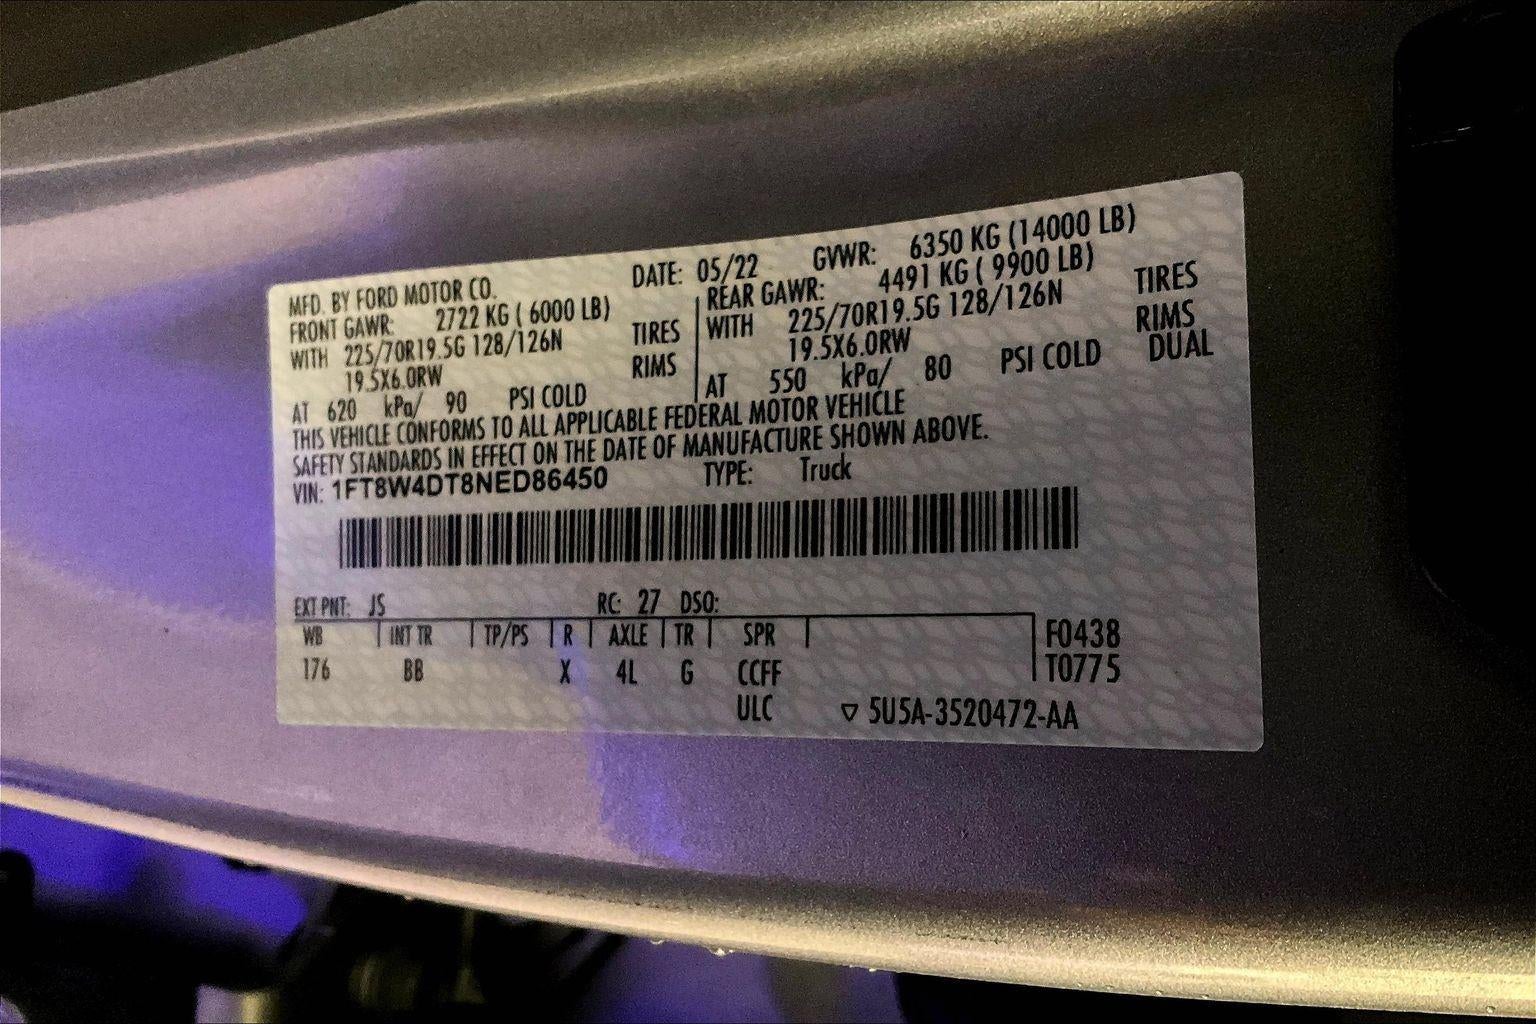 MFD. BY FORD MOTOR CO. DATE: 05/22 GVWR: 6350 KG (14000 LB)
FRONT GAWR: 2722 KG ( 6000 LB)
WITH 225/70R19.5G 128/126N TIRES
19.5X6.0RW RIMS
AT 620 kPa/ 90 PSI COLD
REAR GAWR: 4491 KG ( 9900 LB)
WITH 225/70R19.5G 128/126N TIRES
19.5X6.0RW RIMS
AT 550 kPa/ 80 PSI COLD DUAL
THIS VEHICLE CONFORMS TO ALL APPLICABLE FEDERAL MOTOR VEHICLE
SAFETY STANDARDS IN EFFECT ON THE DATE OF MANUFACTURE SHOWN ABOVE.
VIN: 1FT8W4DT8NED86450 TYPE: Truck
EXT PNT: JS RC: 27 DSO:
WB INT TR TP/PS R AXLE TR SPR F0438
176 BB X 4L G CCFF T0775
ULC ▽ 5U5A-3520472-AA